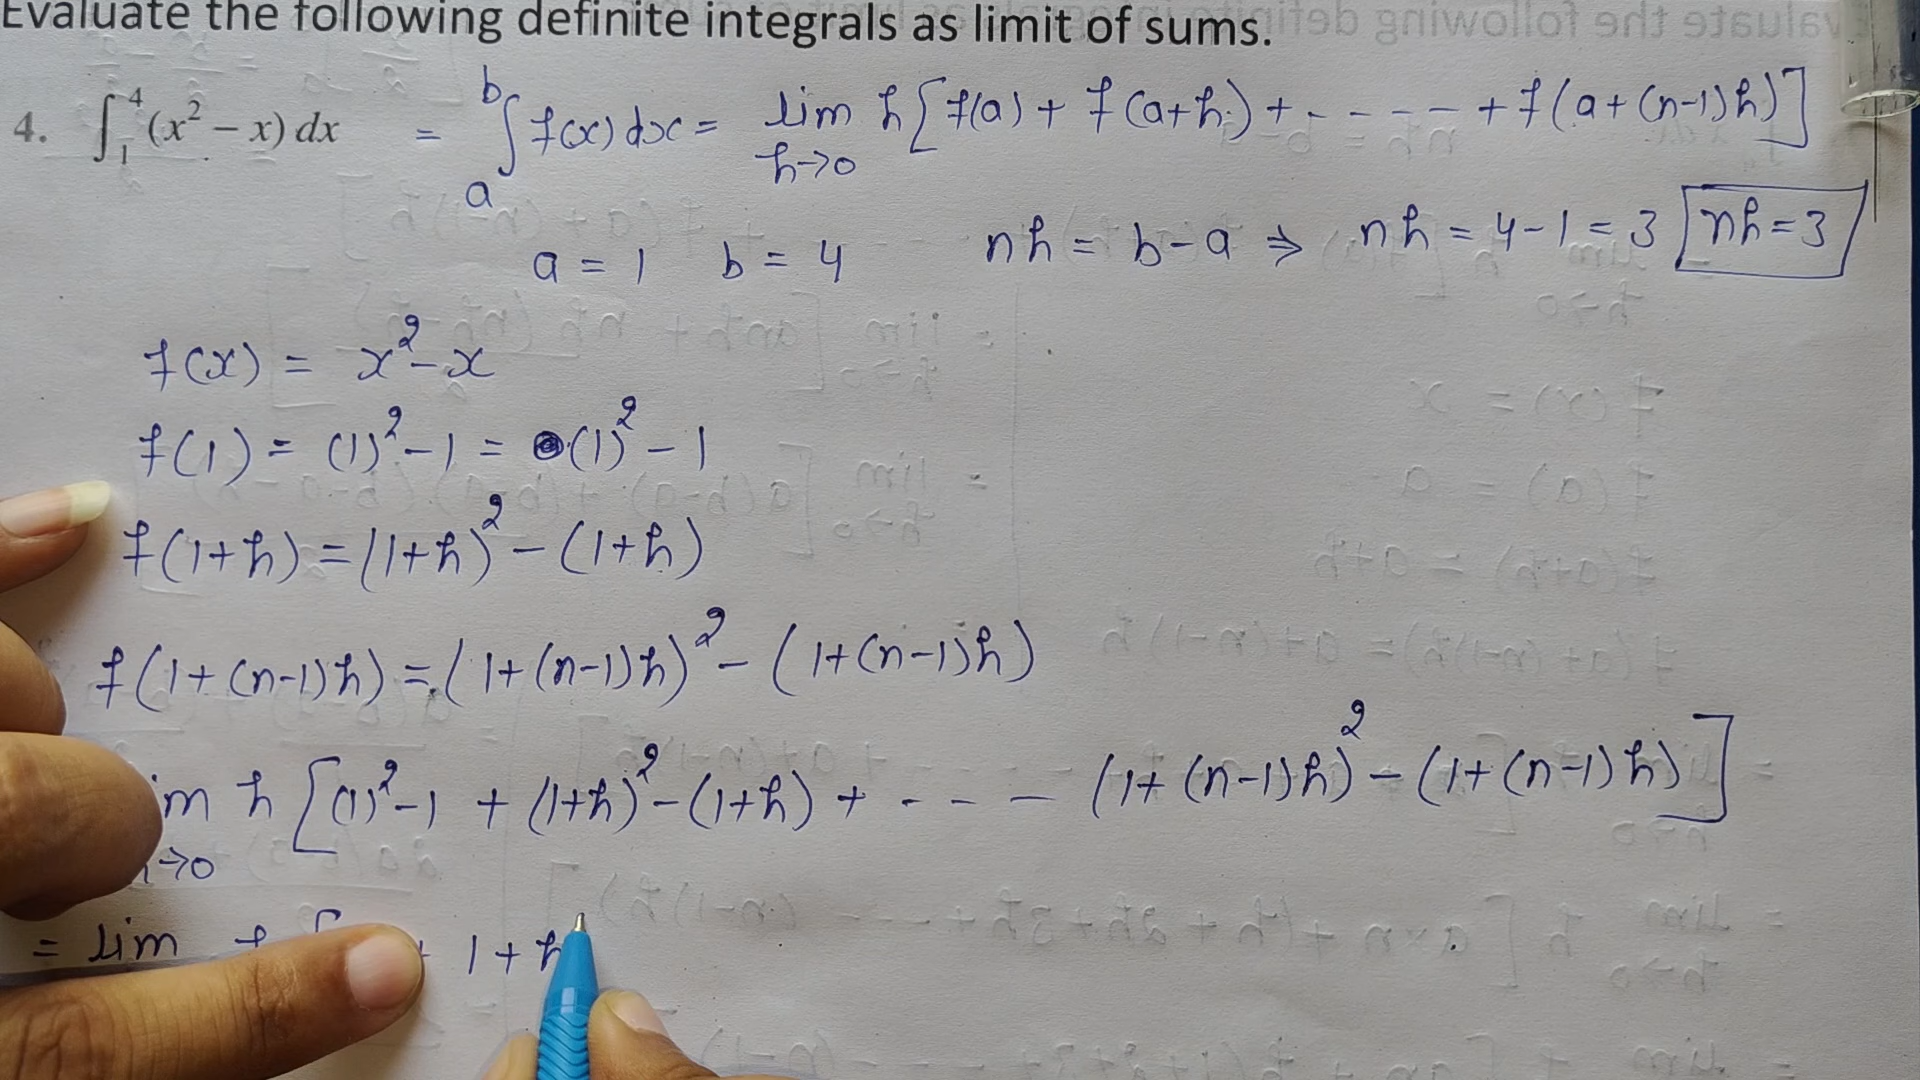 Evaluate the following definite integrals as limit of sums.
4. ∫₁⁴ (x² – x) dx = ∫ₐᵇ f(x) dx = lim h→0 h [f(a) + f(a+h) + - - - - + f(a+(n-1)h)]
a = 1 b = 4 nh = b-a ⇒ nh = 4-1 = 3 nh=3
f(x) = x² - x
f(1) = (1)² - 1 = (1)² - 1
f(1+h) = (1+h)² - (1+h)
f(1+(n-1)h) = (1+(n-1)h)² - (1+(n-1)h)
h [(1)² - 1 + (1+h)² - (1+h) + - - - (1+(n-1)h)² - (1+(n-1)h)]
→0
= lim 1 + h